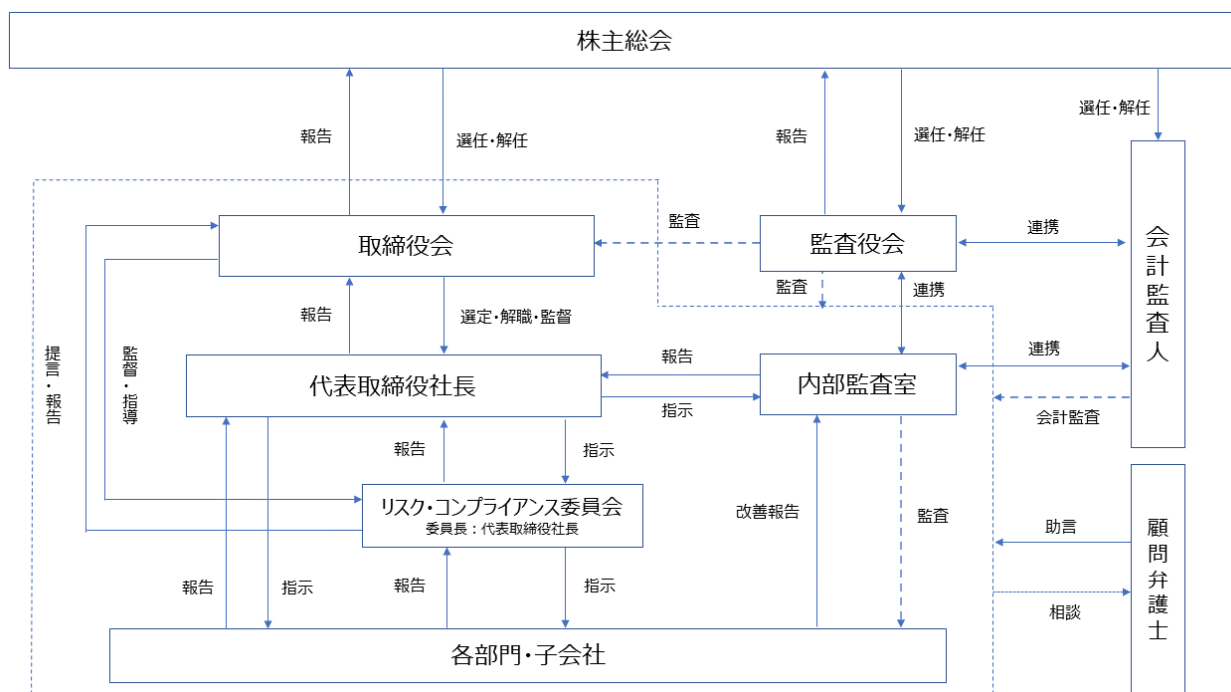 株主総会
選任・解任
報告
選任・解任
報告
選任・解任
取締役会
監査
監査役会
連携
会計監査人
監査
連携
報告
選定・解職・監督
提言・報告
監督・指導
代表取締役社長
報告
指示
内部監査室
連携
会計監査
報告
指示
リスク・コンプライアンス委員会
委員長：代表取締役社長
改善報告
監査
助言
顧問弁護士
報告
指示
報告
指示
相談
各部門・子会社